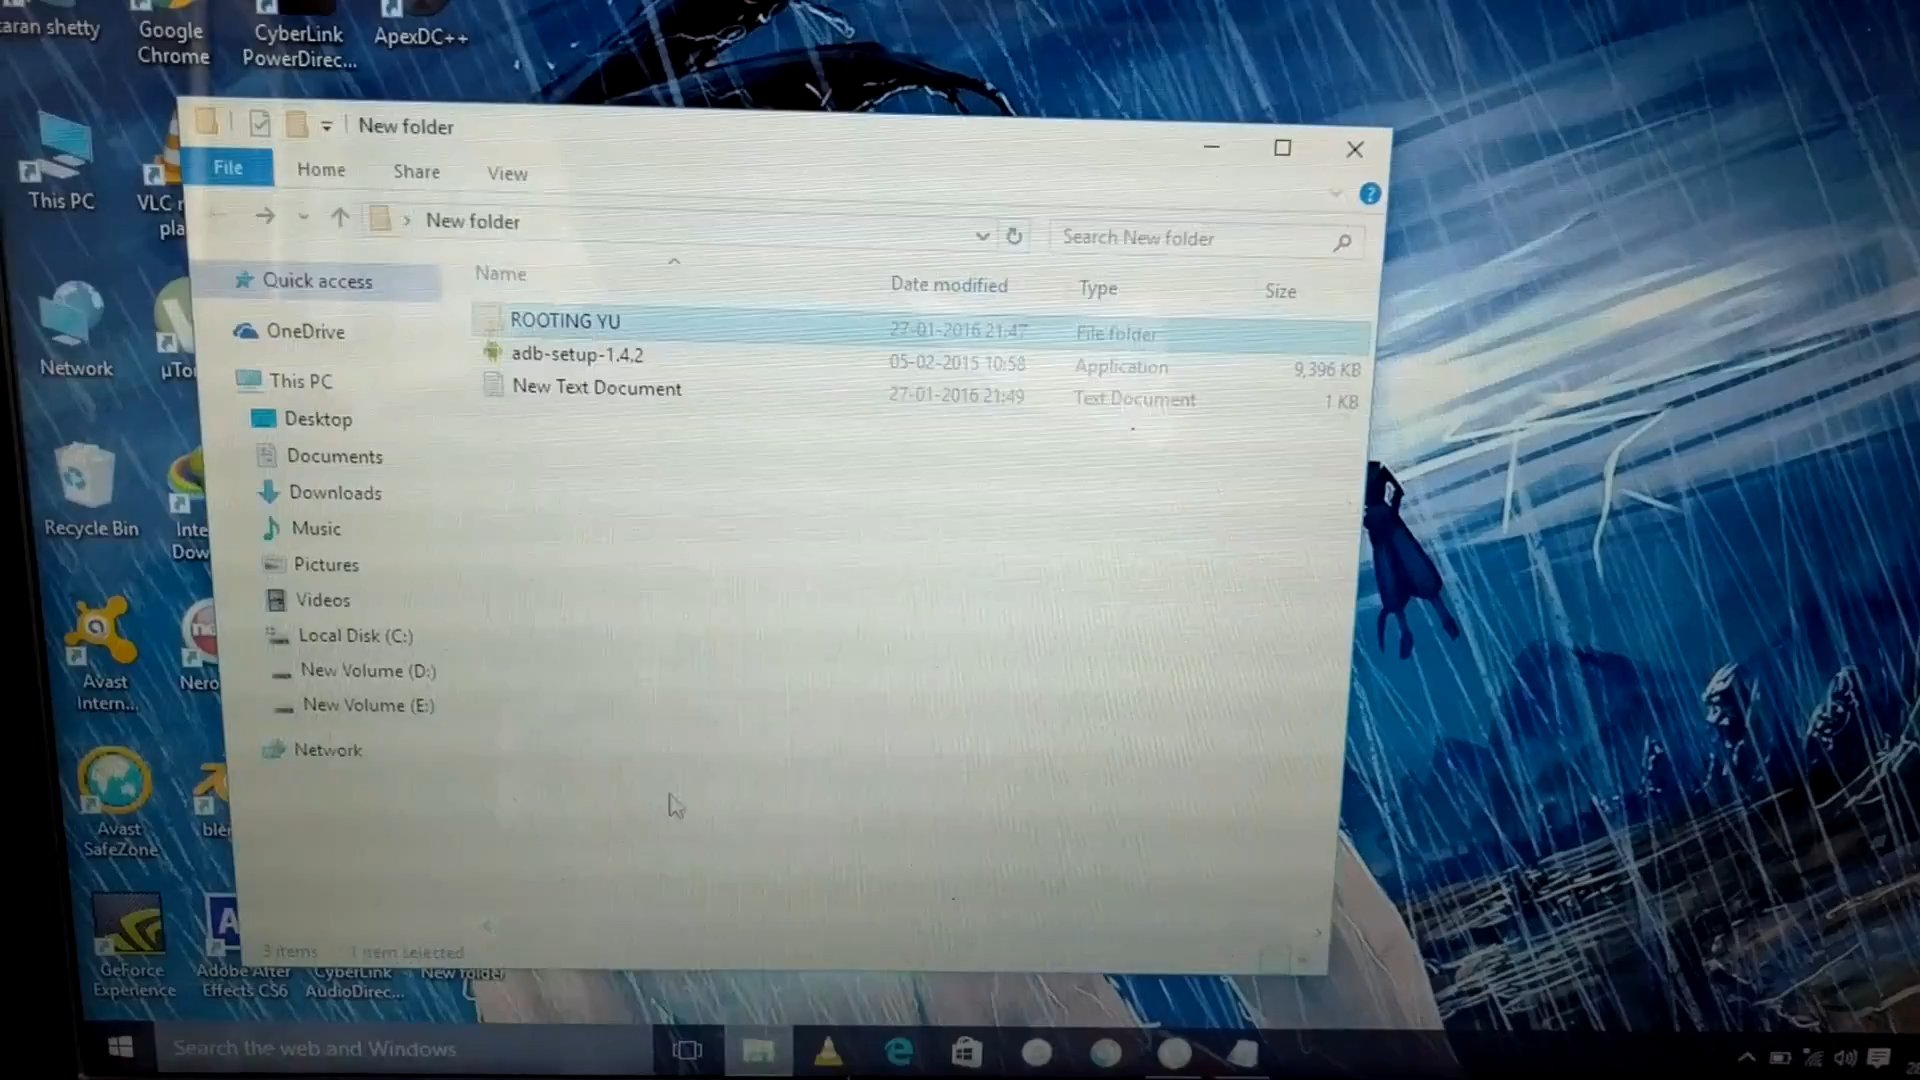 aran shetty
Google Chrome
CyberLink PowerDirec...
ApexDC++
This PC
VLC
pla
Network
µTo
Recycle Bin
Inte
Dow
Avast Intern...
Nero
Avast SafeZone
GeForce Experience
Adobe After Effects CS6
CyberLink AudioDirec...
New folder
New folder
File
Home
Share
View
New folder
Search New folder
Name
Date modified
Type
Size
Quick access
OneDrive
This PC
Desktop
Documents
Downloads
Music
Pictures
Videos
Local Disk (C:)
New Volume (D:)
New Volume (E:)
Network
ROOTING YU 27-01-2016 21:47 File folder
adb-setup-1.4.2 05-02-2015 10:58 Application 9,396 KB
New Text Document 27-01-2016 21:49 Text Document 1 KB
3 items 1 item selected
Search the web and Windows